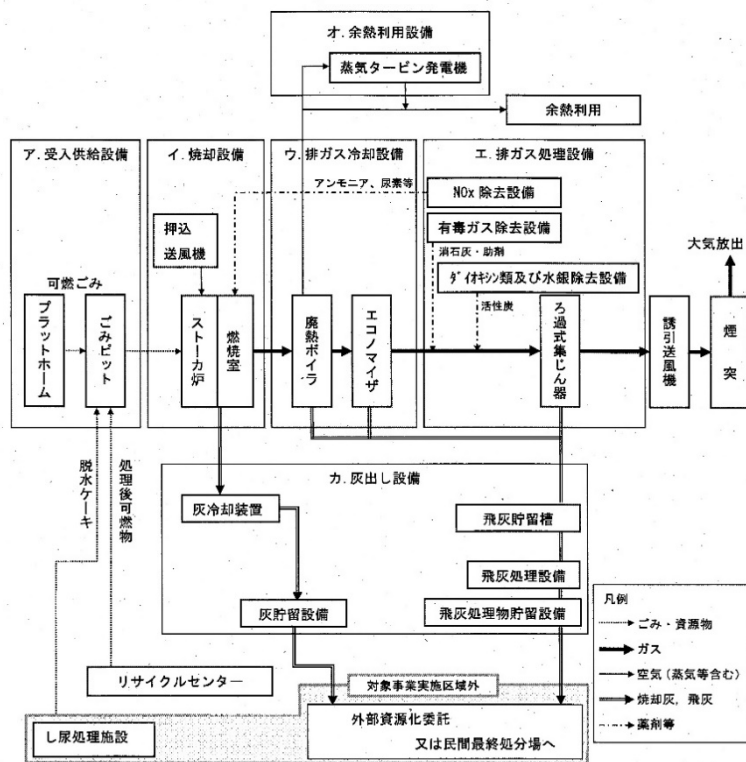 オ．余熱利用設備
蒸気タービン発電機
余熱利用
ア．受入供給設備
イ．焼却設備
ウ．排ガス冷却設備
エ．排ガス処理設備
アンモニア、尿素等
NOx 除去設備
押込
送風機
有毒ガス除去設備
消石灰・助剤
ﾀﾞｲｵｷｼﾝ類及び水銀除去設備
活性炭
大気放出
可燃ごみ
プラットホーム
ごみピット
ストーカ炉
燃焼室
廃熱ボイラ
エコノマイザ
ろ過式集じん器
誘引送風機
煙突
脱水ケーキ
処理後可燃物
カ．灰出し設備
灰冷却装置
飛灰貯留槽
飛灰処理設備
灰貯留設備
飛灰処理物貯留設備
リサイクルセンター
対象事業実施区域外
し尿処理施設
外部資源化委託
又は民間最終処分場へ
凡例
ごみ・資源物
ガス
空気（蒸気等含む）
焼却灰，飛灰
薬剤等